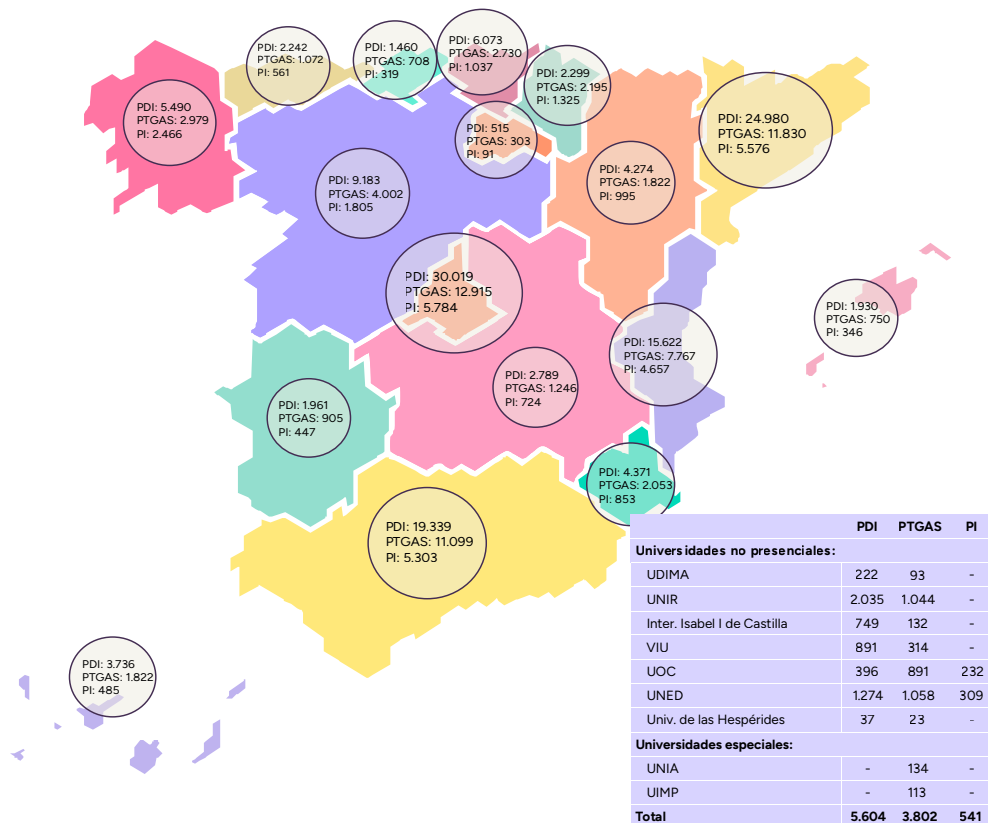 PDI: 2.242
PTGAS: 1.072
PI: 561
PDI: 1.460
PTGAS: 708
PI: 319
PDI: 6.073
PTGAS: 2.730
PI: 1.037
PDI: 2.299
PTGAS: 2.195
PI: 1.325
PDI: 5.490
PTGAS: 2.979
PI: 2.466
PDI: 515
PTGAS: 303
PI: 91
PDI: 24.980
PTGAS: 11.830
PI: 5.576
PDI: 9.183
PTGAS: 4.002
PI: 1.805
PDI: 4.274
PTGAS: 1.822
PI: 995
PDI: 30.019
PTGAS: 12.915
PI: 5.784
PDI: 1.930
PTGAS: 750
PI: 346
PDI: 15.622
PTGAS: 7.767
PI: 4.657
PDI: 2.789
PTGAS: 1.246
PI: 724
PDI: 1.961
PTGAS: 905
PI: 447
PDI: 4.371
PTGAS: 2.053
PI: 853
PDI: 19.339
PTGAS: 11.099
PI: 5.303
PDI: 3.736
PTGAS: 1.822
PI: 485
PDI PTGAS PI
Universidades no presenciales:
UDIMA 222 93 -
UNIR 2.035 1.044 -
Inter. Isabel I de Castilla 749 132 -
VIU 891 314 -
UOC 396 891 232
UNED 1.274 1.058 309
Univ. de las Hespérides 37 23 -
Universidades especiales:
UNIA - 134 -
UIMP - 113 -
Total 5.604 3.802 541